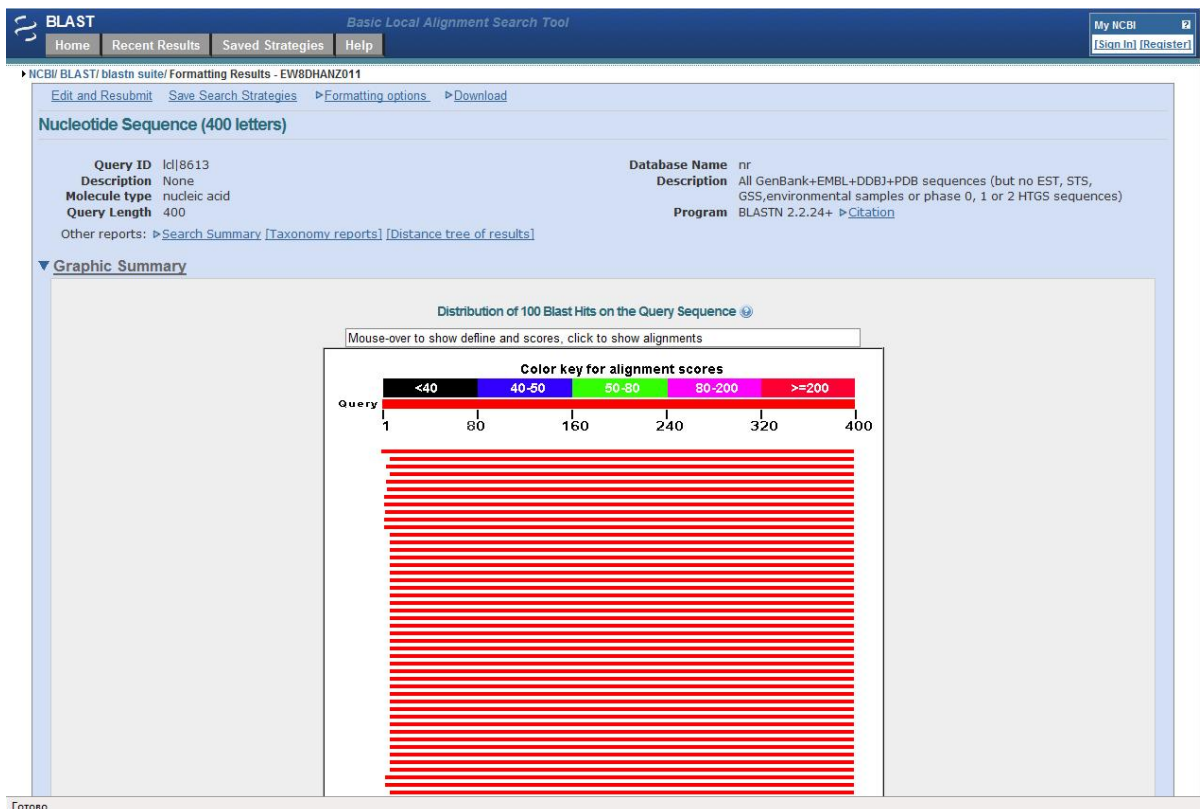 BLAST Basic Local Alignment Search Tool
My NCBI
Home Recent Results Saved Strategies Help
[Sign In] [Register]
NCBI/ BLAST/ blastn suite/ Formatting Results - EW8DHANZ011
Edit and Resubmit Save Search Strategies Formatting options Download
Nucleotide Sequence (400 letters)
Query ID lcl|8613
Description None
Molecule type nucleic acid
Query Length 400
Database Name nr
Description All GenBank+EMBL+DDBJ+PDB sequences (but no EST, STS,
GSS,environmental samples or phase 0, 1 or 2 HTGS sequences)
Program BLASTN 2.2.24+ Citation
Other reports: Search Summary [Taxonomy reports] [Distance tree of results]
Graphic Summary
Distribution of 100 Blast Hits on the Query Sequence
Mouse-over to show defline and scores, click to show alignments
Color key for alignment scores
<40 40-50 50-80 80-200 >=200
Query
1 80 160 240 320 400
Готово